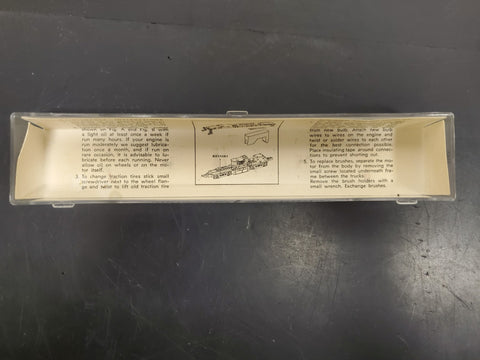 shown on Fig. A and Fig. B with
a light oil at least once a week if
run many hours. If your engine is
run moderately we suggest lubrica-
tion once a month, and if run on
rare occasion, it is advisable to lu-
bricate before each running. Never
allow oil on wheels or on the mo-
tor itself.
3. To change traction tires stick small
screwdriver next to the wheel flan-
ge and twist to lift old traction tire
from new bulb. Attach new bulb
wires to wires on the engine and
twist or solder wires to each other
for the best connection possible.
Place insulating tape around connec-
tions to prevent shorting out.
5. To replace brushes, separate the mo-
tor from the body by removing the
small screw located underneath fra-
me between the trucks.
Remove the brush holders with a
small wrench. Exchange brushes.